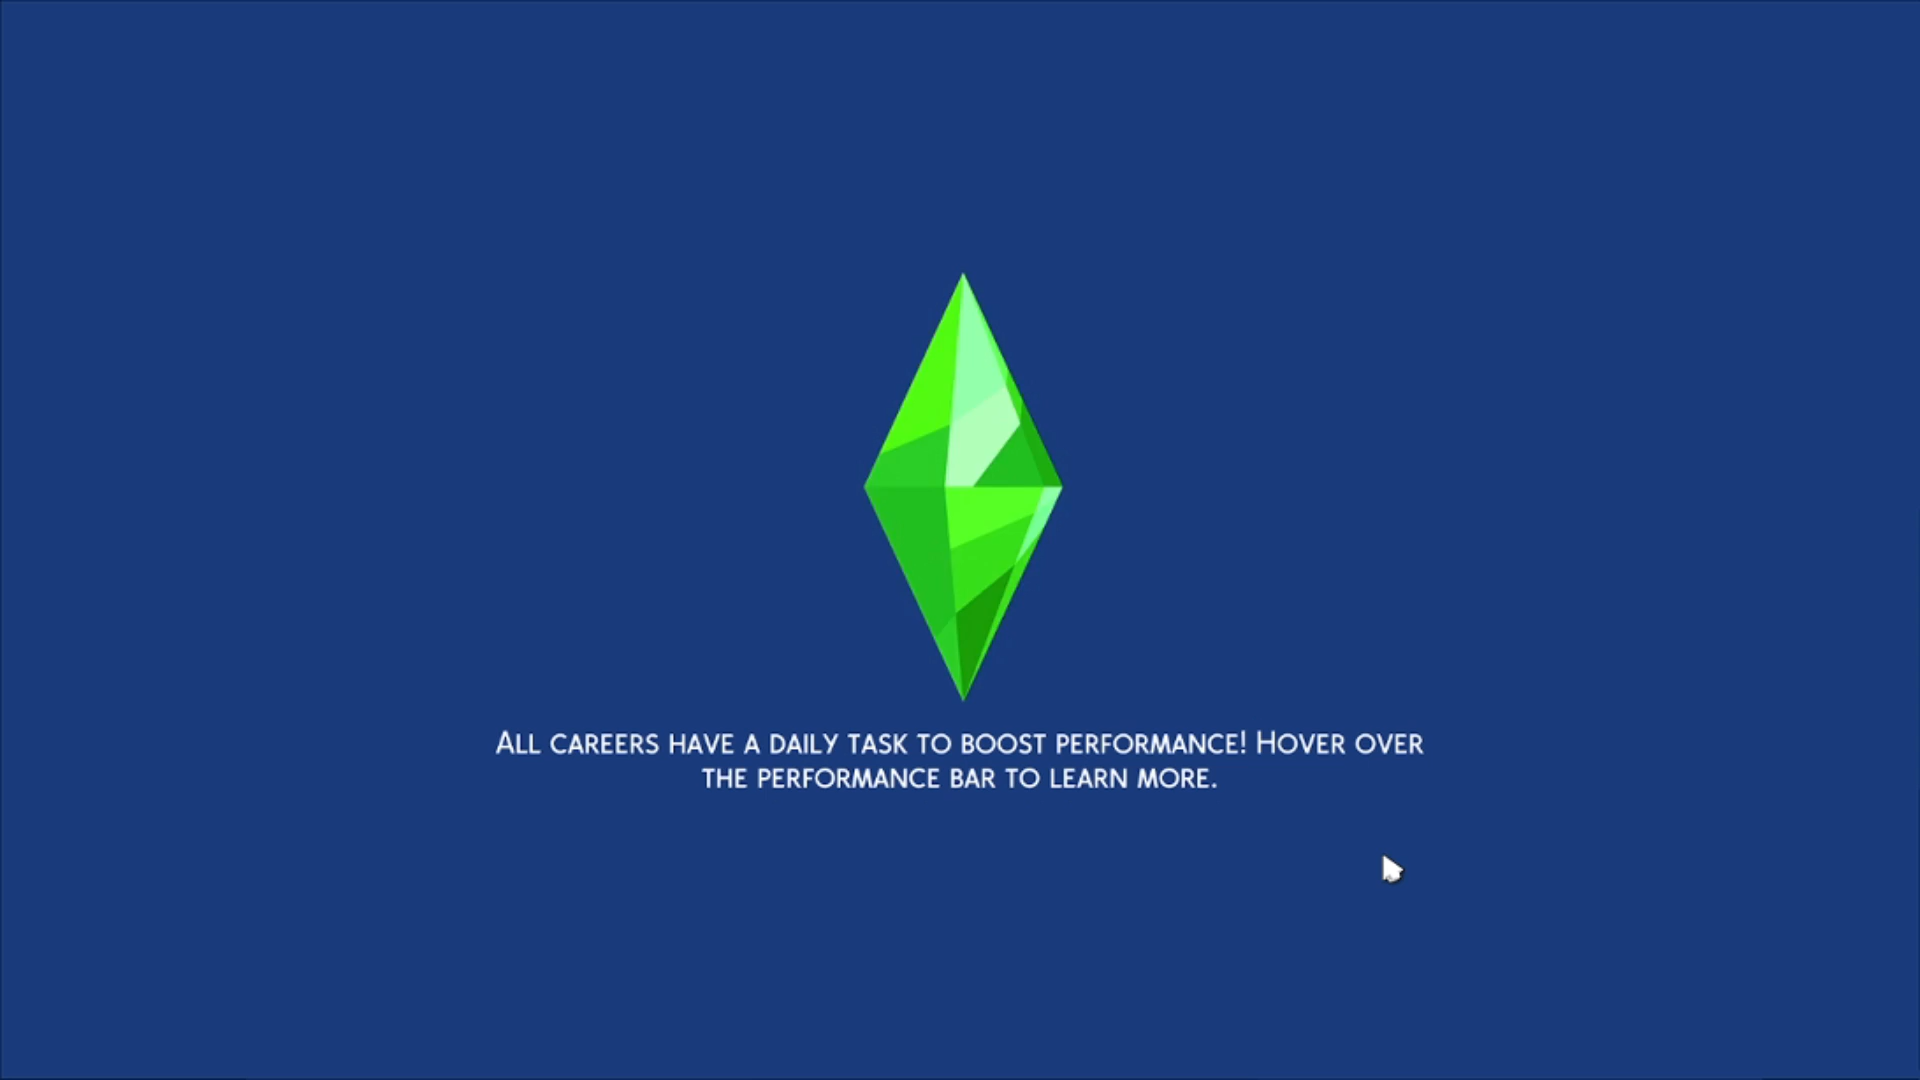 All careers have a daily task to boost performance! Hover over
the performance bar to learn more.